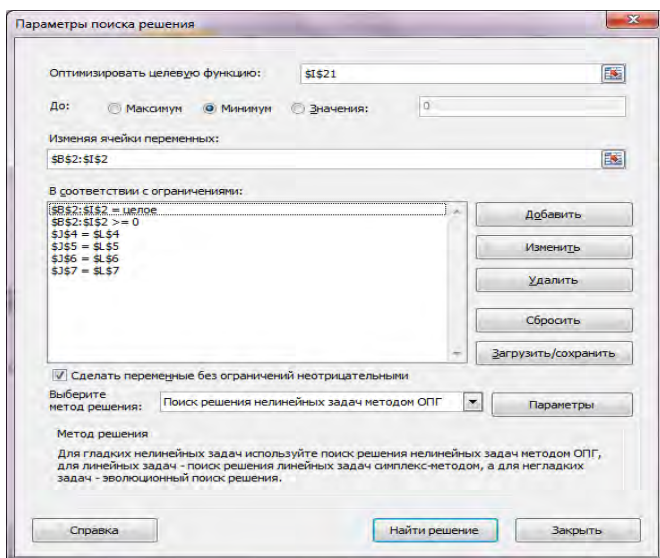 Параметры поиска решения
Оптимизировать целевую функцию:
$I$21
До:
Максимум
Минимум
Значения:
0
Изменяя ячейки переменных:
$B$2:$I$2
В соответствии с ограничениями:
$B$2:$I$2 = целое
$B$2:$I$2 >= 0
$J$4 = $L$4
$J$5 = $L$5
$J$6 = $L$6
$J$7 = $L$7
Добавить
Изменить
Удалить
Сбросить
Загрузить/сохранить
Сделать переменные без ограничений неотрицательными
Выберите
метод решения:
Поиск решения нелинейных задач методом ОПГ
Параметры
Метод решения
Для гладких нелинейных задач используйте поиск решения нелинейных задач методом ОПГ,
для линейных задач - поиск решения линейных задач симплекс-методом, а для негладких
задач - эволюционный поиск решения.
Справка
Найти решение
Закрыть